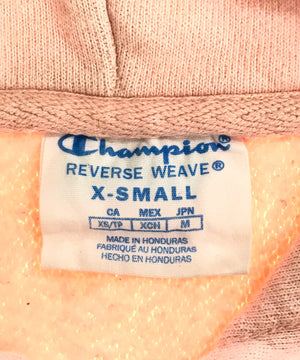 Champion®
REVERSE WEAVE®
X-SMALL
CA MEX JPN
XS/TP XCH M
MADE IN HONDURAS
FABRIQUÉ AU HONDURAS
HECHO EN HONDURAS